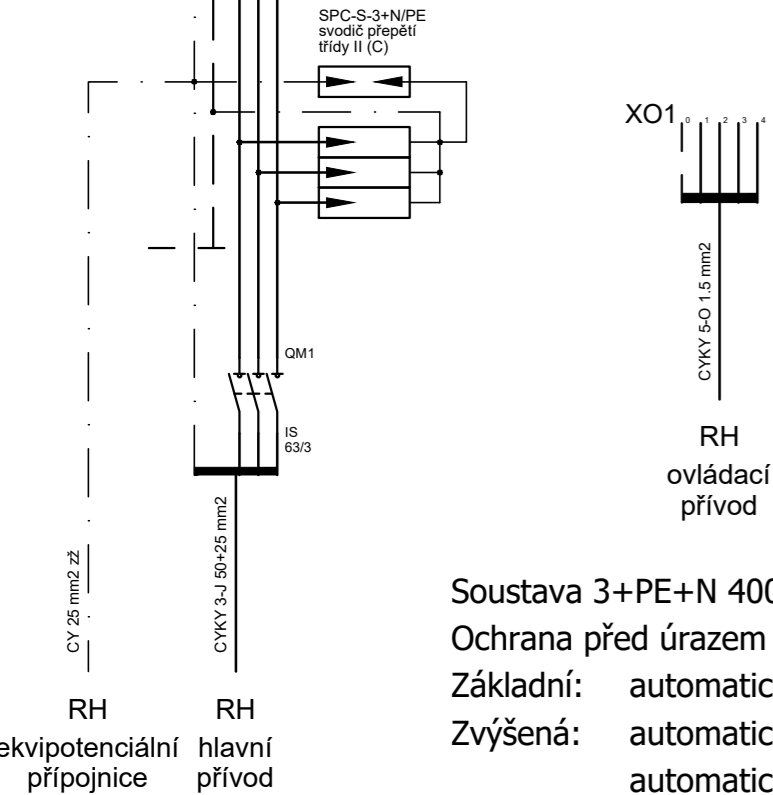 SPC-S-3+N/PE
svodič přepětí
třídy II (C)
XO1
0 1 2 3 4
CYKY 5-O 1.5 mm2
QM1
IS
63/3
RH
ovládací
přívod
CY 25 mm2 zž
CYKY 3-J 50+25 mm2
Soustava 3+PE+N 400
Ochrana před úrazem
Základní: automatic
Zvýšená: automatic
automatic
RH
ekvipotenciální
přípojnice
RH
hlavní
přívod